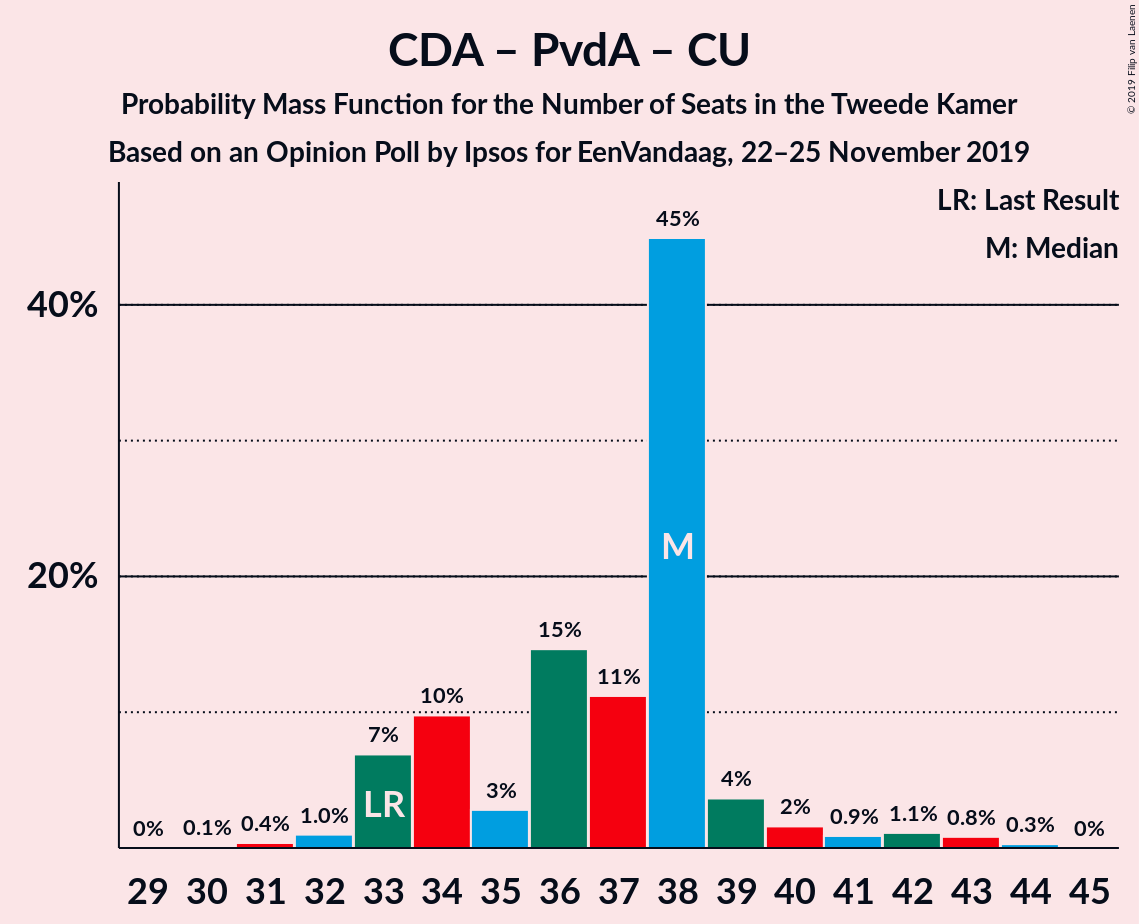 CDA – PvdA – CU
Probability Mass Function for the Number of Seats in the Tweede Kamer
Based on an Opinion Poll by Ipsos for EenVandaag, 22–25 November 2019
© 2019 Filip van Laenen
LR: Last Result
M: Median
40%
20%
0%
0.1%
0.4%
1.0%
7%
10%
3%
15%
11%
45%
4%
2%
0.9%
1.1%
0.8%
0.3%
0%
LR
M
29 30 31 32 33 34 35 36 37 38 39 40 41 42 43 44 45